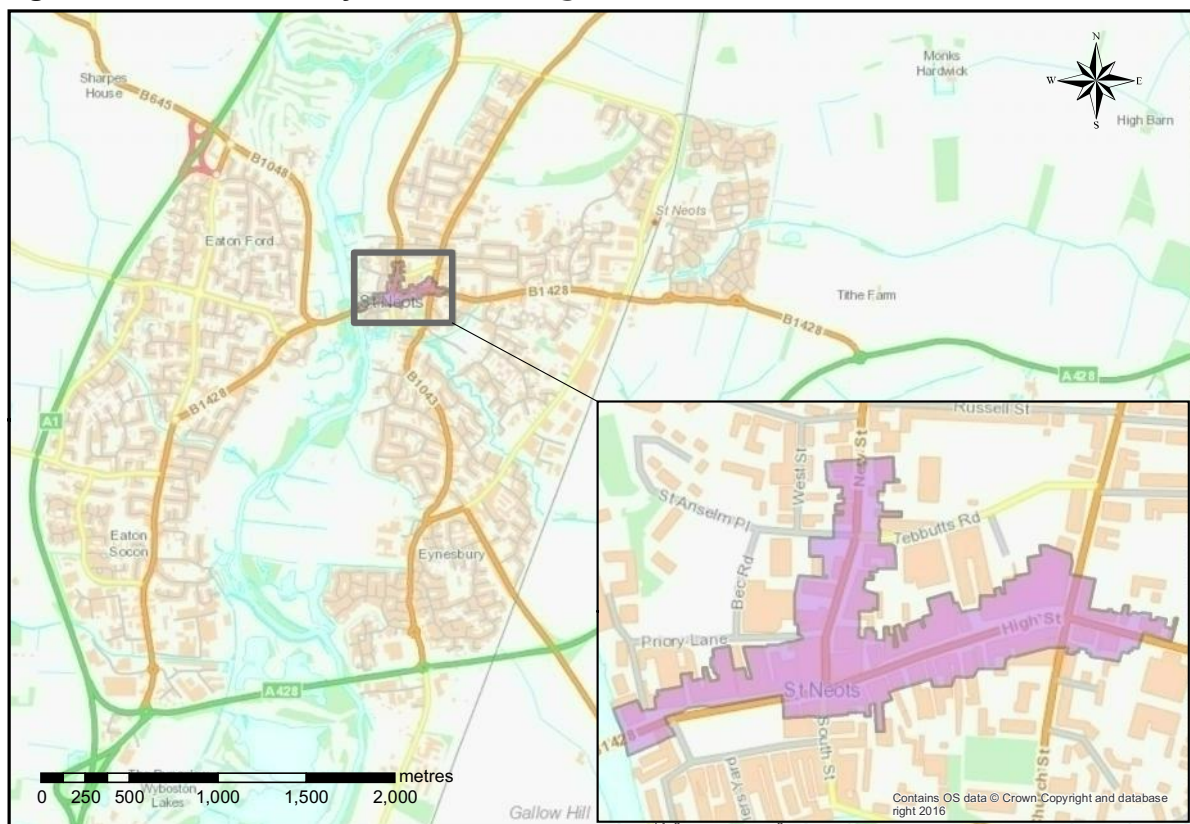 N
W
E
S
Monks
Hardwick
High Barn
Sharpes
House
B645
B1048
Eaton Ford
St Neots
St Neots
B1428
Tithe Farm
B1428
A428
B1043
B1428
A1
Eaton
Socon
Eynesbury
A428
Wyboston
Lakes
Gallow Hill
metres
0 250 500 1,000 1,500 2,000
Russell St
New St
West St
St Anselm Pl
Tebbutts Rd
Bec Rd
Priory Lane
High St
St Neots
South St
Church St
Contains OS data © Crown Copyright and database
right 2016